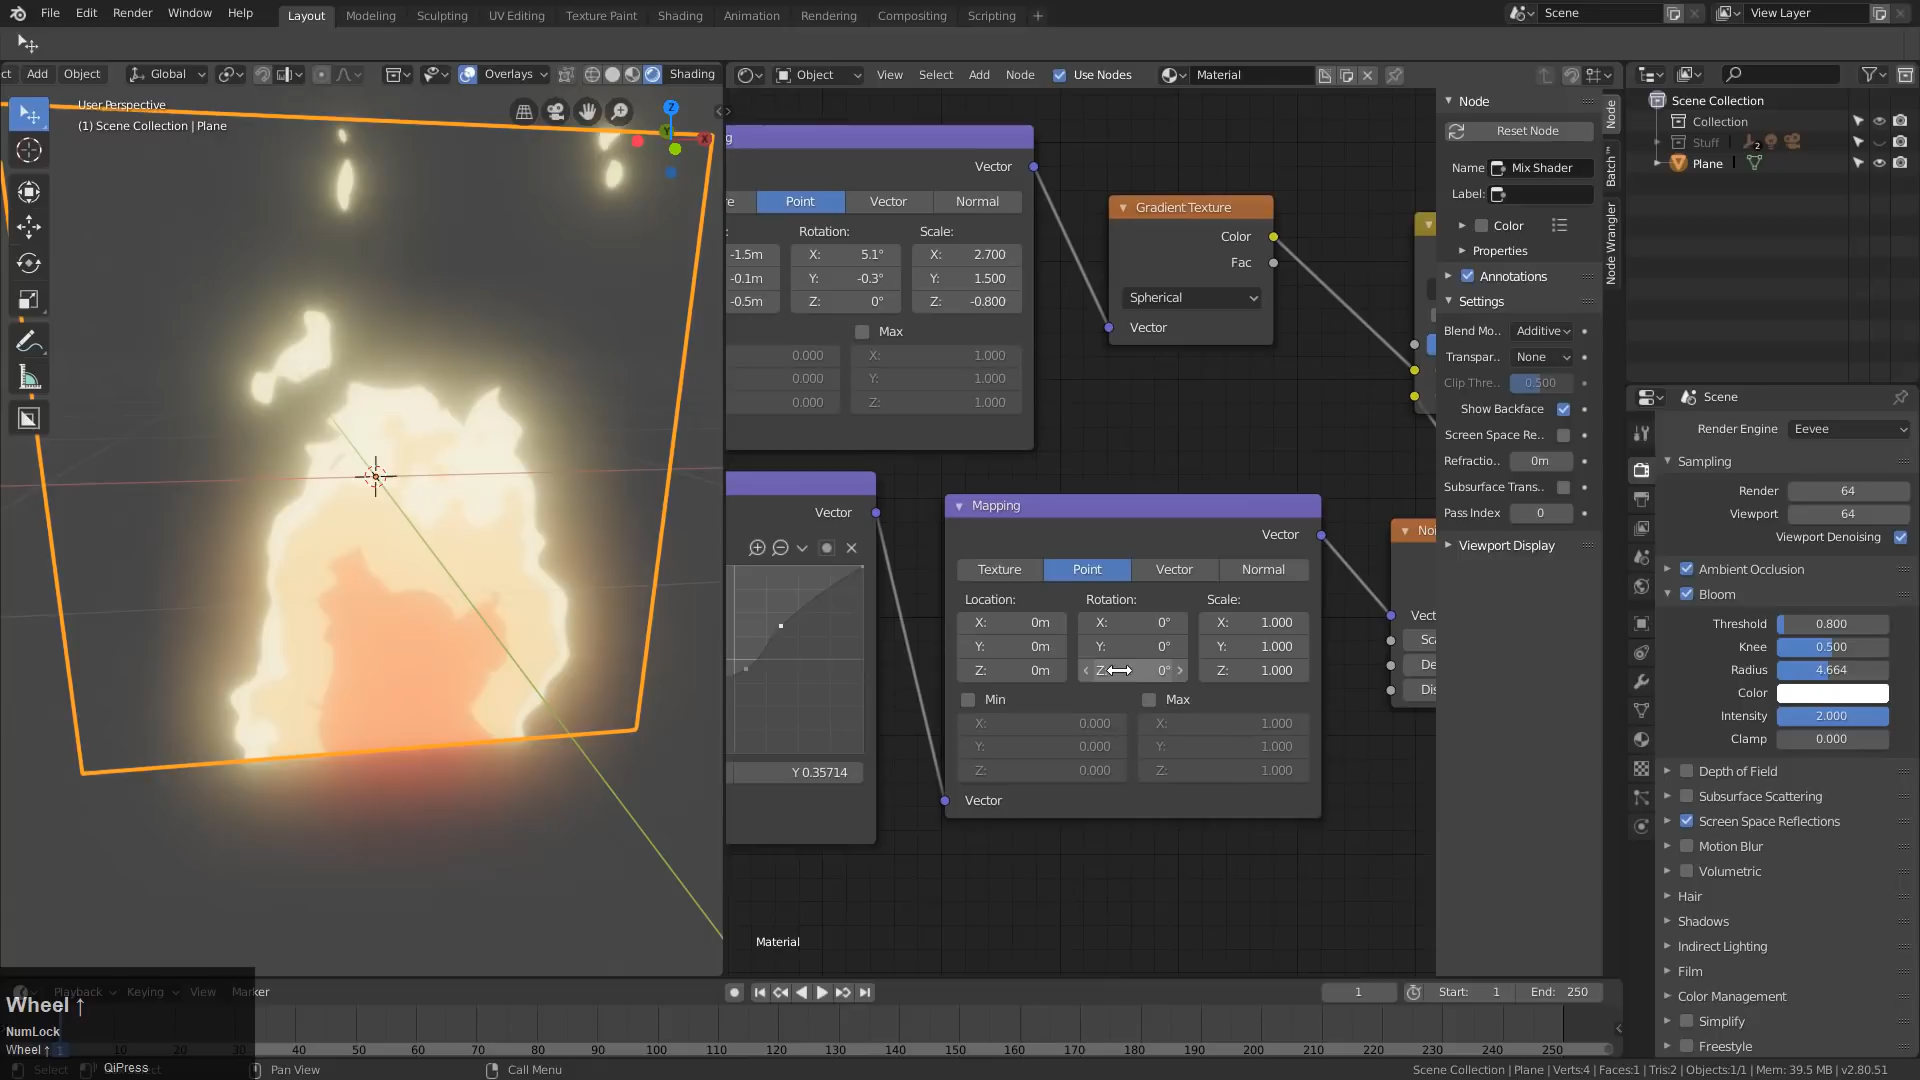 File Edit Render Window Help
Layout Modeling Sculpting UV Editing Texture Paint Shading Animation Rendering Compositing Scripting +
Scene
View Layer
ct Add Object Global Overlays Shading
Object View Select Add Node Use Nodes Material
User Perspective
(1) Scene Collection | Plane
Z
Y
X
g
Vector
re Point Vector Normal
: Rotation: Scale:
-1.5m X: 5.1° X: 2.700
-0.1m Y: -0.3° Y: 1.500
-0.5m Z: 0° Z: -0.800
Max
0.000 X: 1.000
0.000 Y: 1.000
0.000 Z: 1.000
Gradient Texture
Color
Fac
Spherical
Vector
Vector
Y 0.35714
Mapping
Vector
Texture Point Vector Normal
Location: Rotation: Scale:
X: 0m X: 0° X: 1.000
Y: 0m Y: 0° Y: 1.000
Z: 0m Z: 0° Z: 1.000
Min Max
X: 0.000 X: 1.000
Y: 0.000 Y: 1.000
Z: 0.000 Z: 1.000
Vector
Noi
Vect
Sca
De
Dis
Material
Node
Reset Node
Name Mix Shader
Label:
Color
Properties
Annotations
Settings
Blend Mo.. Additive
Transpar.. None
Clip Thre.. 0.500
Show Backface
Screen Space Re..
Refractio.. 0m
Subsurface Trans..
Pass Index 0
Viewport Display
Node
Batch
Node Wrangler
Scene Collection
Collection
Stuff 2
Plane
Scene
Render Engine Eevee
Sampling
Render 64
Viewport 64
Viewport Denoising
Ambient Occlusion
Bloom
Threshold 0.800
Knee 0.500
Radius 4.664
Color
Intensity 2.000
Clamp 0.000
Depth of Field
Subsurface Scattering
Screen Space Reflections
Motion Blur
Volumetric
Hair
Shadows
Indirect Lighting
Film
Color Management
Simplify
Freestyle
Playback Keying View Marker
1 Start: 1 End: 250
Wheel ↑
NumLock
Wheel ↑
QiPress
1 10 20 30 40 50 60 70 80 90 100 110 120 130 140 150 160 170 180 190 200 210 220 230 240 250
Select
Pan View
Call Menu
Scene Collection | Plane | Verts:4 | Faces:1 | Tris:2 | Objects:1/1 | Mem: 39.5 MB | v2.80.51